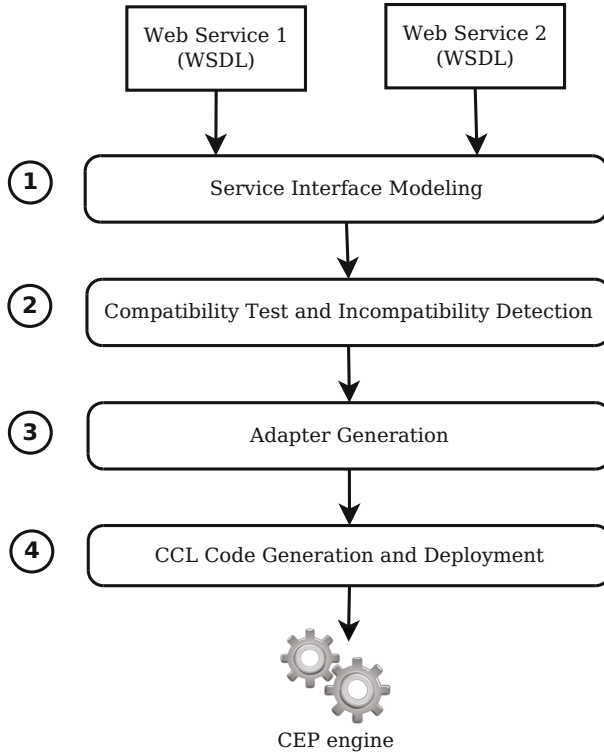 Web Service 1
(WSDL)
Web Service 2
(WSDL)
1
Service Interface Modeling
2
Compatibility Test and Incompatibility Detection
3
Adapter Generation
4
CCL Code Generation and Deployment
CEP engine